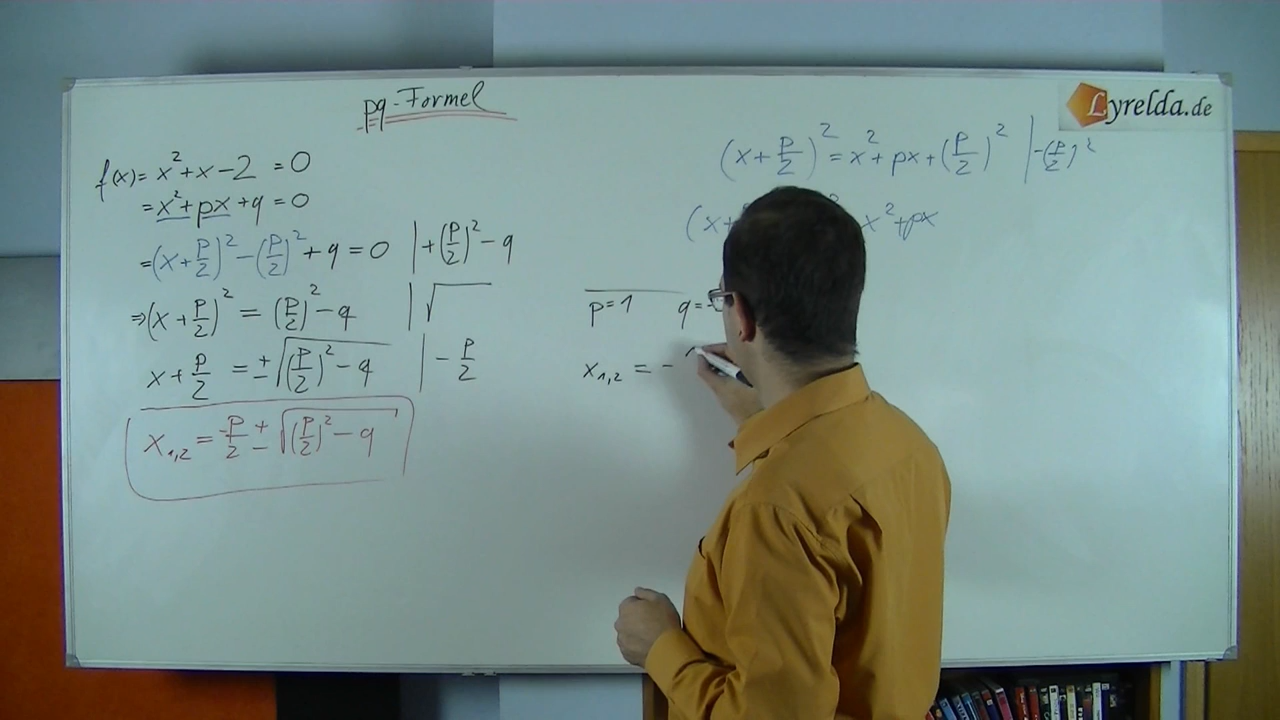 pq-Formel
Lyrelda.de
f(x)= x²+x-2 = 0
= x²+px+q = 0
=(x+p/2)²-(p/2)²+q = 0 |+(p/2)²-q
⇒(x+p/2)² = (p/2)²-q |√
x+p/2 = ±√((p/2)²-q) |-p/2
x₁,₂ = -p/2 ± √((p/2)²-q)
(x+p/2)² = x²+px+(p/2)² |-(p/2)²
(x+ x²+px
p=1 q=-
x₁,₂ = -